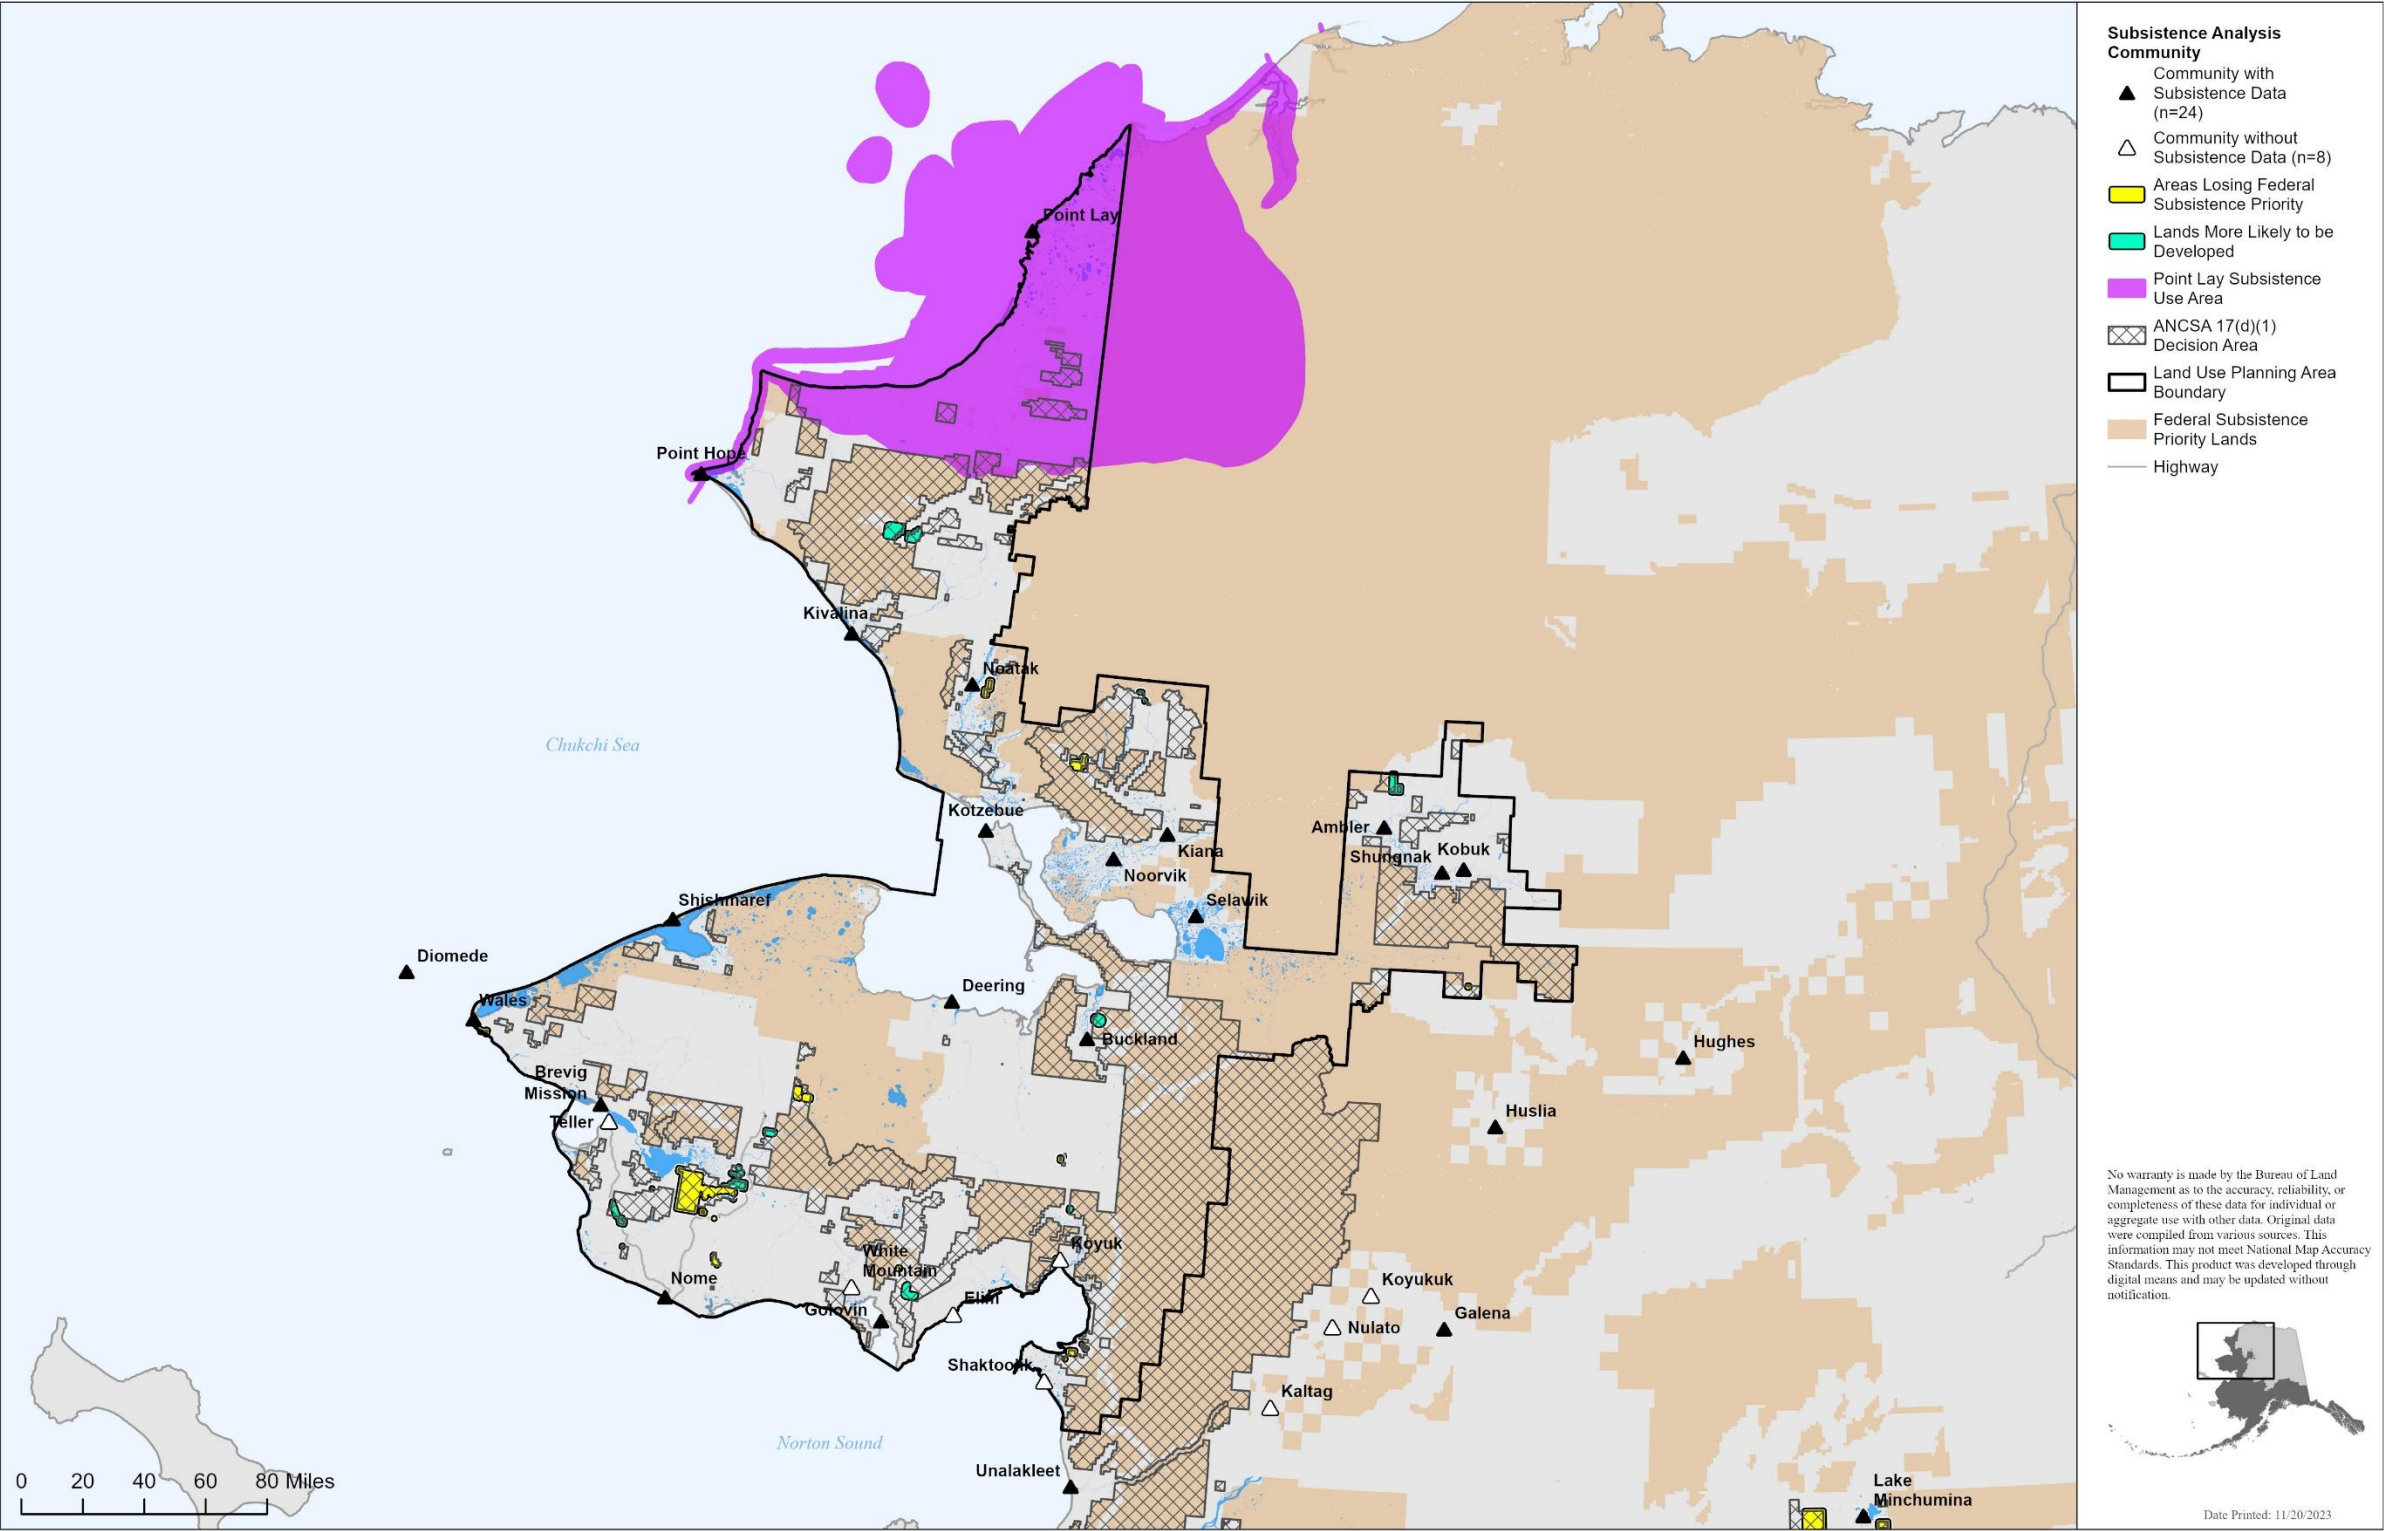 Point Lay
Point Hope
Kivalina
Noatak
Chukchi Sea
Kotzebue
Kiana
Noorvik
Ambler
Shungnak
Kobuk
Selawik
Shishmaref
Diomede
Wales
Deering
Buckland
Hughes
Brevig
Mission
Teller
Huslia
Koyuk
White
Mountain
Nome
Golovin
Elim
Koyukuk
Nulato
Galena
Shaktoolik
Kaltag
Norton Sound
Unalakleet
Lake
Minchumina
0 20 40 60 80 Miles
Subsistence Analysis
Community
Community with
Subsistence Data
(n=24)
Community without
Subsistence Data (n=8)
Areas Losing Federal
Subsistence Priority
Lands More Likely to be
Developed
Point Lay Subsistence
Use Area
ANCSA 17(d)(1)
Decision Area
Land Use Planning Area
Boundary
Federal Subsistence
Priority Lands
Highway
No warranty is made by the Bureau of Land
Management as to the accuracy, reliability, or
completeness of these data for individual or
aggregate use with other data. Original data
were compiled from various sources. This
information may not meet National Map Accuracy
Standards. This product was developed through
digital means and may be updated without
notification.
Date Printed: 11/20/2023